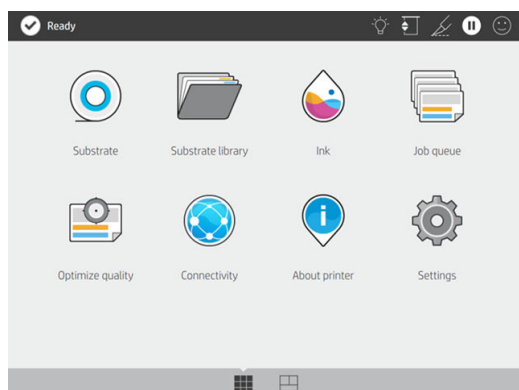 Ready
Substrate
Substrate library
Ink
Job queue
Optimize quality
Connectivity
About printer
Settings